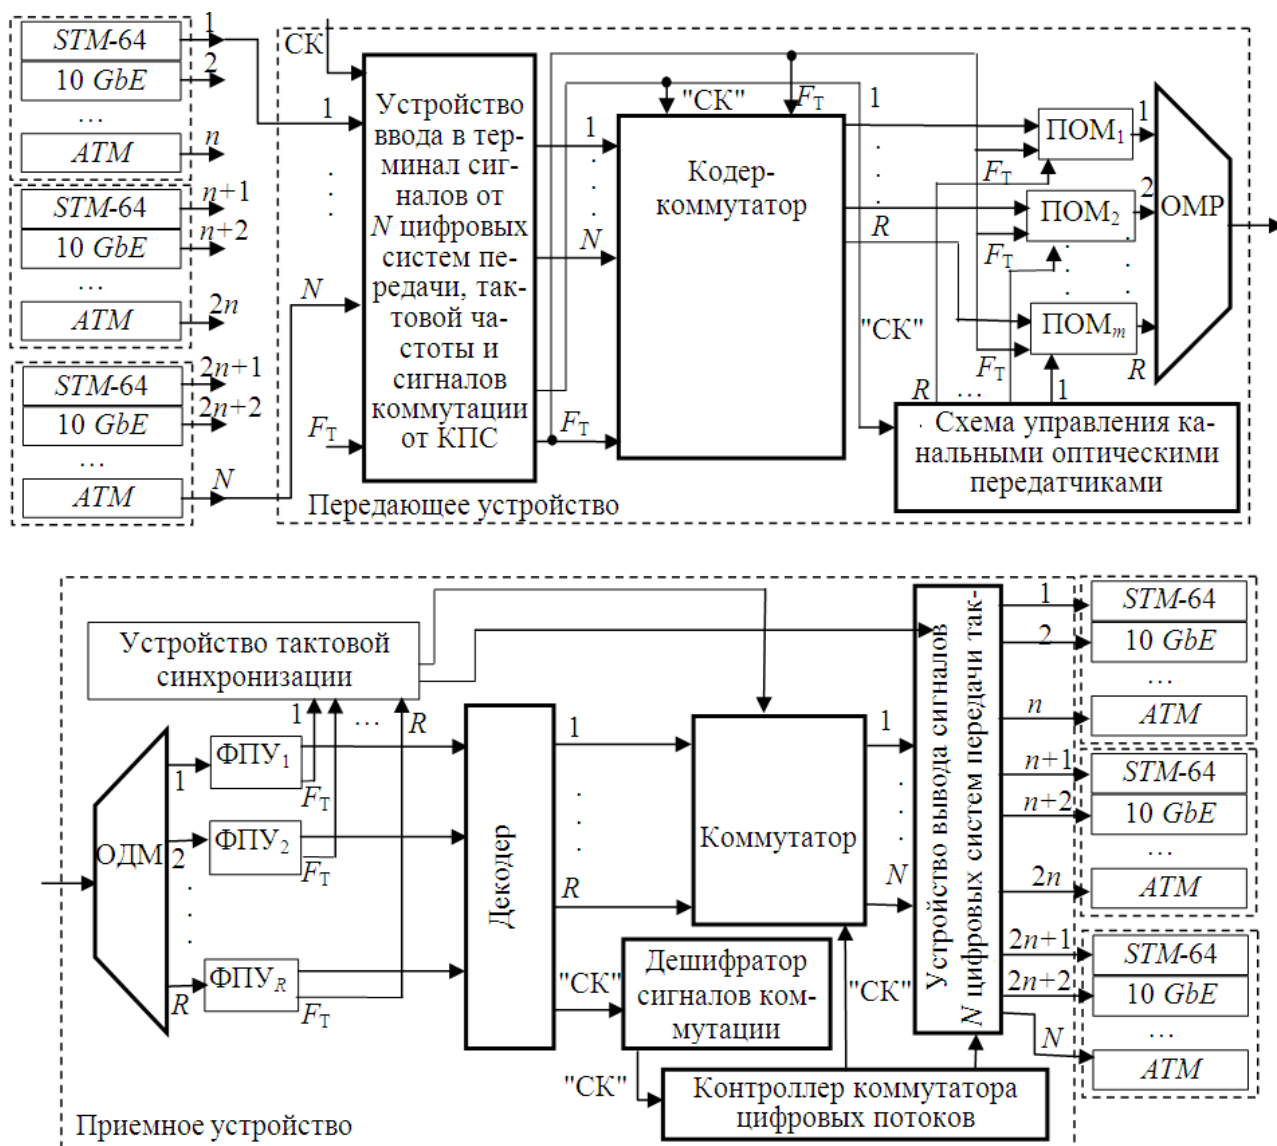 STM-64
10 GbE
...
ATM
1
2
n
STM-64
10 GbE
...
ATM
n+1
n+2
2n
STM-64
10 GbE
...
ATM
2n+1
2n+2
N
СК
1
N
Fт
Устройство
ввода в тер-
минал сиг-
налов от
N цифровых
систем пе-
редачи, так-
товой ча-
стоты и
сигналов
коммутации
от КПС
1
N
Fт
"СК"
Fт
Кодер-
коммутатор
1
R
"СК"
Fт
Fт
Fт
ПОМ1
ПОМ2
ПОМm
1
2
R
ОМР
R
...
1
Схема управления ка-
нальными оптическими
передатчиками
Передающее устройство
Устройство тактовой
синхронизации
1
...
R
ОДМ
1
2
R
ФПУ1
Fт
ФПУ2
Fт
ФПУR
Fт
Декодер
1
R
"СК"
Коммутатор
Дешифратор
сигналов ком-
мутации
"СК"
"СК"
Контроллер коммутатора
цифровых потоков
1
N
Устройство вывода сигналов
N цифровых систем передачи так-
1
2
n
n+1
n+2
2n
2n+1
2n+2
N
STM-64
10 GbE
...
ATM
STM-64
10 GbE
...
ATM
STM-64
10 GbE
...
ATM
Приемное устройство